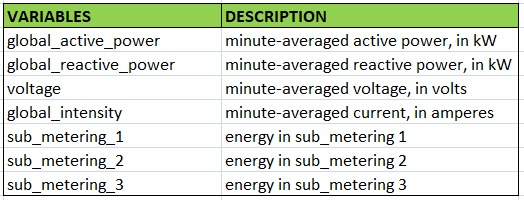 VARIABLES DESCRIPTION
global_active_power minute-averaged active power, in kW
global_reactive_power minute-averaged reactive power, in kW
voltage minute-averaged voltage, in volts
global_intensity minute-averaged current, in amperes
sub_metering_1 energy in sub_metering 1
sub_metering_2 energy in sub_metering 2
sub_metering_3 energy in sub_metering 3